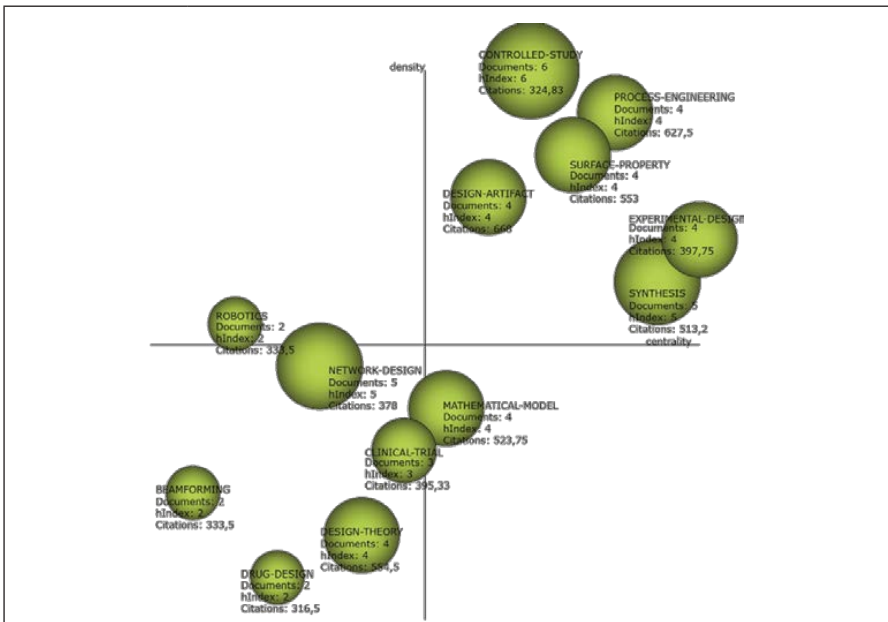 CONTROLLED-STUDY
Documents: 6
hIndex: 6
Citations: 324,83
density
PROCESS-ENGINEERING
Documents: 4
hIndex: 4
Citations: 627,5
SURFACE-PROPERTY
Documents: 4
hIndex: 4
Citations: 553
DESIGN-ARTIFACT
Documents: 4
hIndex: 4
Citations: 668
EXPERIMENTAL-DESIGN
Documents: 4
hIndex: 4
Citations: 397,75
SYNTHESIS
Documents: 5
hIndex: 5
Citations: 513,2
centrality
ROBOTICS
Documents: 2
hIndex: 2
Citations: 333,5
NETWORK-DESIGN
Documents: 5
hIndex: 5
Citations: 378
MATHEMATICAL-MODEL
Documents: 4
hIndex: 4
Citations: 523,75
CLINICAL-TRIAL
Documents: 3
hIndex: 3
Citations: 395,33
BEAMFORMING
Documents: 2
hIndex: 2
Citations: 333,5
DESIGN-THEORY
Documents: 4
hIndex: 4
Citations: 554,5
DRUG-DESIGN
Documents: 2
hIndex: 2
Citations: 316,5